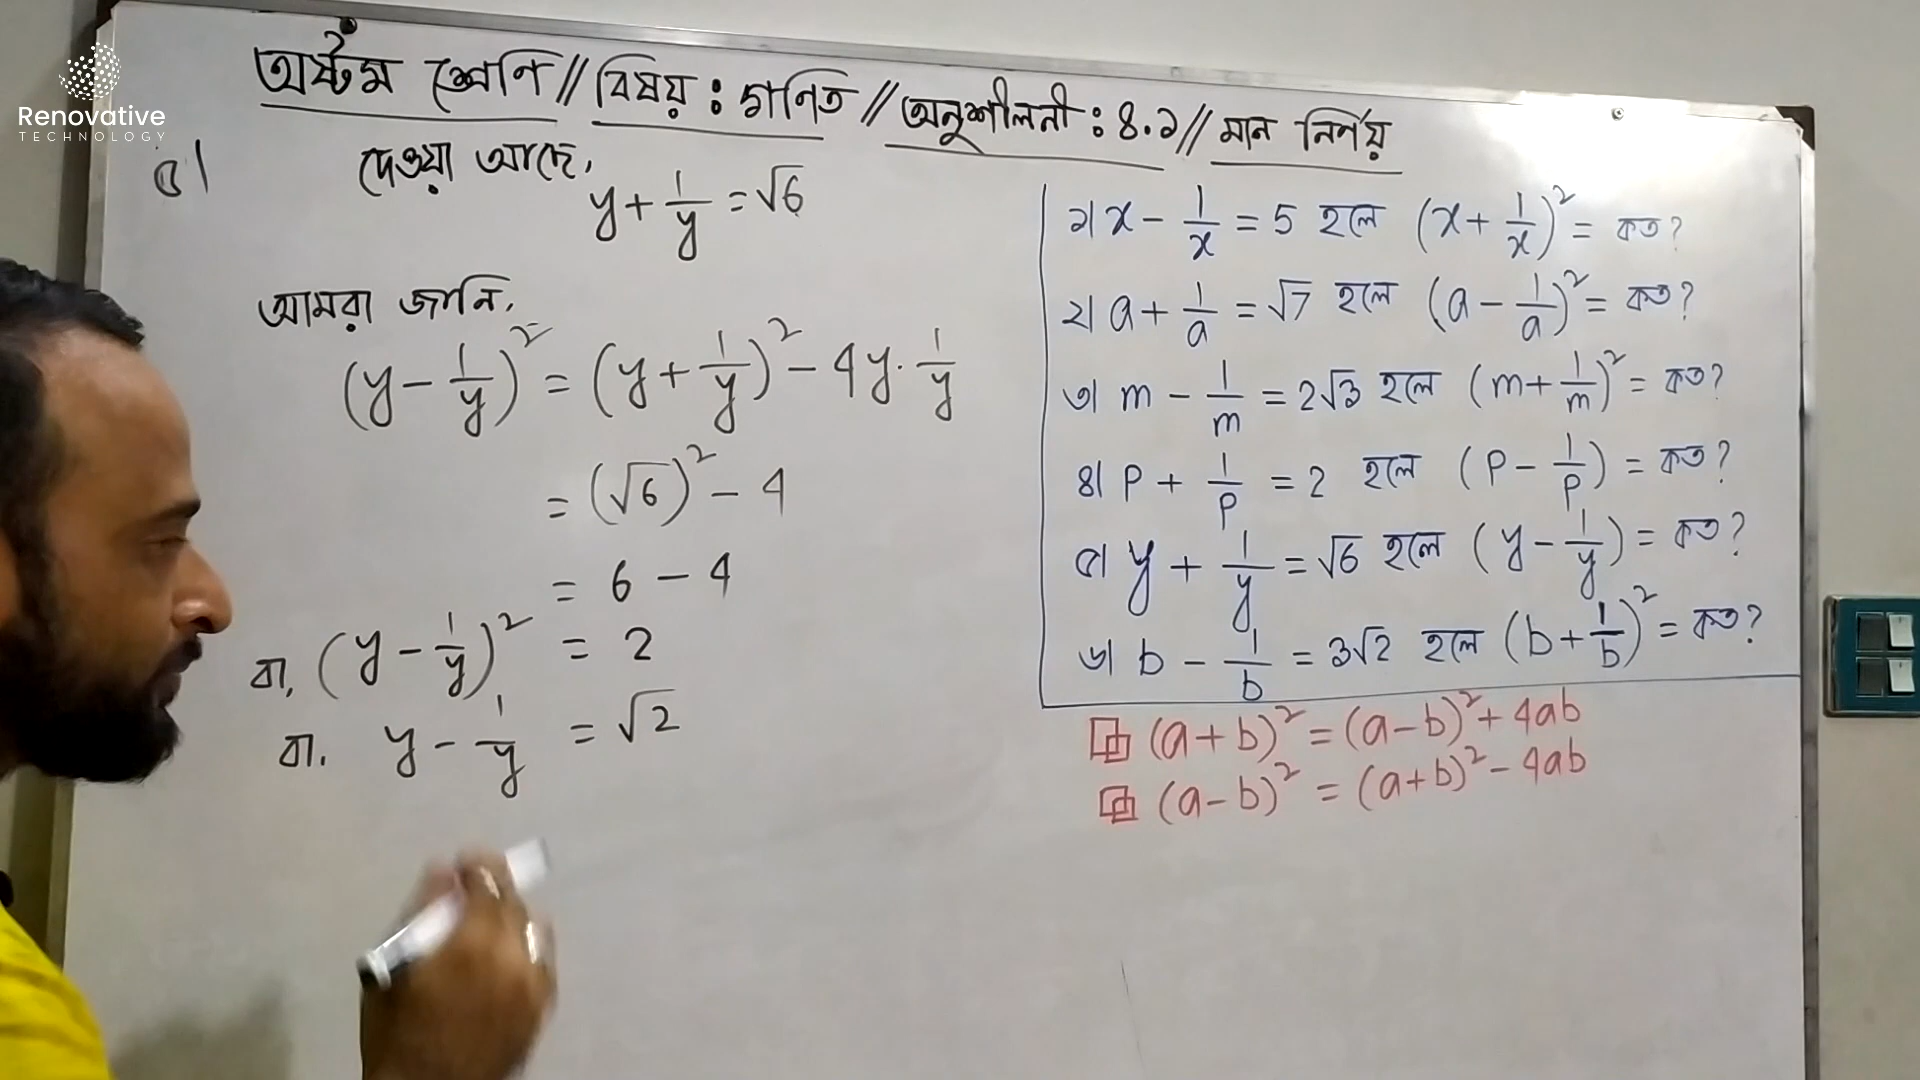 Renovative
TECHNOLOGY
অষ্টম শ্রেণি // বিষয় : গণিত // অনুশীলনী : ৪.১ // মান নির্ণয়
৫। দেওয়া আছে,
y + 1/y = √6
আমরা জানি,
(y - 1/y)² = (y + 1/y)² - 4y · 1/y
= (√6)² - 4
= 6 - 4
বা, (y - 1/y)² = 2
বা. y - 1/y = √2
১। x - 1/x = 5 হলে (x + 1/x)² = কত?
২। a + 1/a = √7 হলে (a - 1/a)² = কত?
৩। m - 1/m = 2√3 হলে (m + 1/m)² = কত?
৪। P + 1/P = 2 হলে (P - 1/P) = কত?
৫। y + 1/y = √6 হলে (y - 1/y) = কত?
৬। b - 1/b = 3√2 হলে (b + 1/b)² = কত?
(a + b)² = (a - b)² + 4ab
(a - b)² = (a + b)² - 4ab